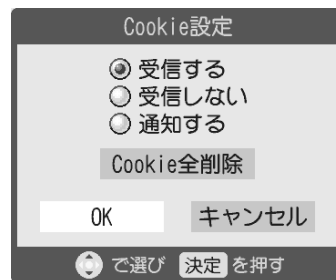 Cookie設定
受信する
受信しない
通知する
Cookie全削除
OK キャンセル
で選び 決定 を押す